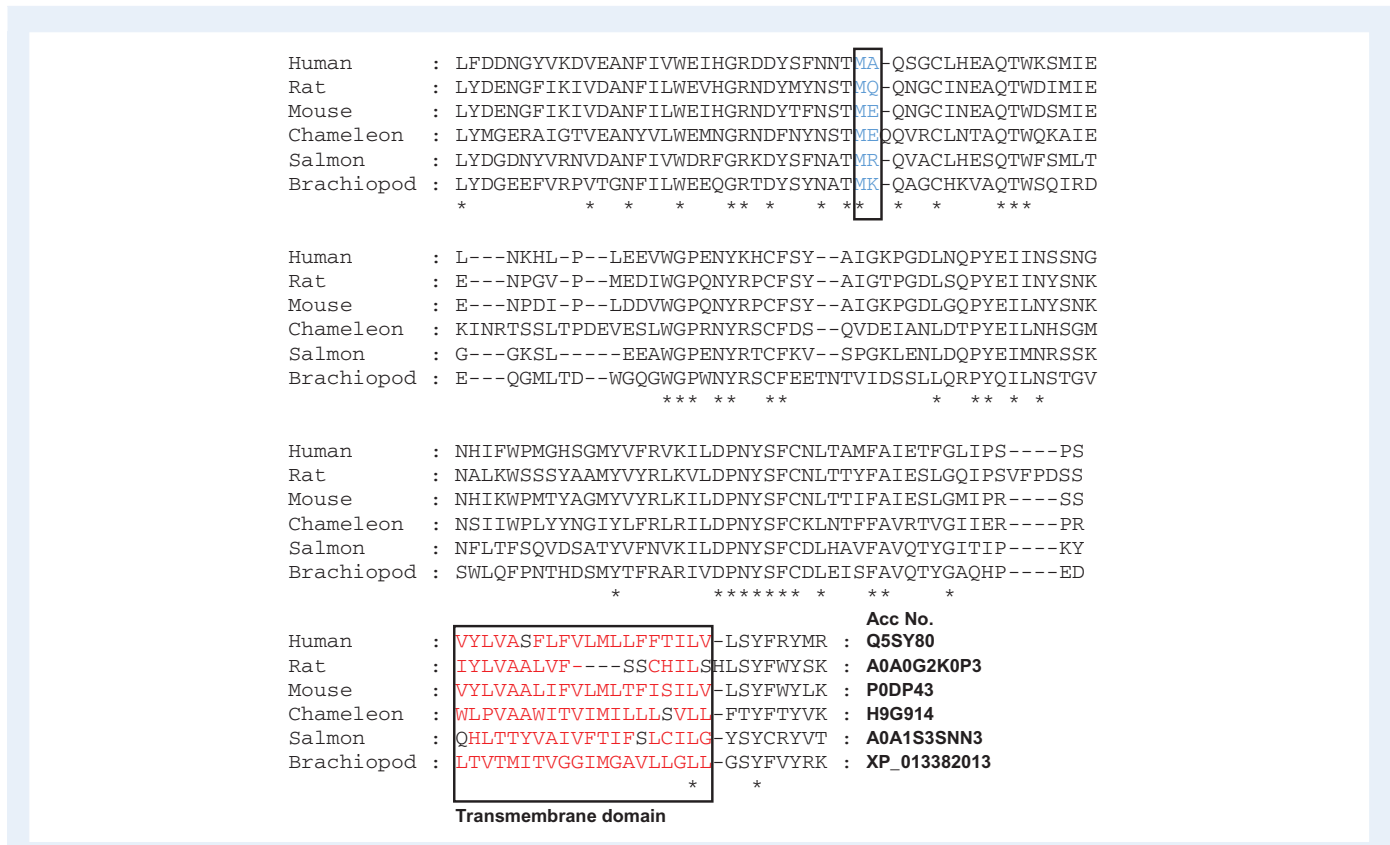 Human : LFDDNGYVKDVEANFIVWEIHGRDDYSFNNTMA-QSGCLHEAQTWKSMIE
Rat : LYDENGFIKIVDANFILWEVHGRNDYMYNSTMQ-QNGCINEAQTWDIMIE
Mouse : LYDENGFIKIVDANFILWEIHGRNDYTFNSTME-QNGCINEAQTWDSMIE
Chameleon : LYMGERAIGTVEANYVLWEMNGRNDFNYNSTMEQQVRCLNTAQTWQKAIE
Salmon : LYDGDNYVRNVDANFIVWDRFGRKDYSFNATMR-QVACLHESQTWFSMLT
Brachiopod : LYDGEEFVRPVTGNFILWEEQGRTDYSYNATMK-QAGCHKVAQTWSQIRD
* * * * ** * * ** * * ***
Human : L---NKHL-P--LEEVWGPENYKHCFSY--AIGKPGDLNQPYEIINSSNG
Rat : E---NPGV-P--MEDIWGPQNYRPCFSY--AIGTPGDLSQPYEIINYSNK
Mouse : E---NPDI-P--LDDVWGPQNYRPCFSY--AIGKPGDLGQPYEILNYSNK
Chameleon : KINRTSSLTPDEVESLWGPRNYRSCFDS--QVDEIANLDTPYEILNHSGM
Salmon : G---GKSL-----EEAWGPENYRTCFKV--SPGKLENLDQPYEIMNRSSK
Brachiopod : E---QGMLTD--WGQGWGPWNYRSCFEETNTVIDSSLLQRPYQILNSTGV
*** ** ** * ** * *
Human : NHIFWPMGHSGMYVFRVKILDPNYSFCNLTAMFAIETFGLIPS----PS
Rat : NALKWSSSYAAMYVYRLKVLDPNYSFCNLTTYFAIESLGQIPSVFPDSS
Mouse : NHIKWPMTYAGMYVYRLKILDPNYSFCNLTTIFAIESLGMIPR----SS
Chameleon : NSIIWPLYYNGIYLFRLRILDPNYSFCKLNTFFAVRTVGIIER----PR
Salmon : NFLTFSQVDSATYVFNVKILDPNYSFCDLHAVFAVQTYGITIP----KY
Brachiopod : SWLQFPNTHDSMYTFRARIVDPNYSFCDLEISFAVQTYGAQHP----ED
* ******* * ** *
Acc No.
Human : VYLVASFLFVLMLLFFTILV-LSYFRYMR : Q5SY80
Rat : IYLVAALVF----SSCHILSHLSYFWYSK : A0A0G2K0P3
Mouse : VYLVAALIFVLMLTFISILV-LSYFWYLK : P0DP43
Chameleon : WLPVAAWITVIMILLLSVLL-FTYFTYVK : H9G914
Salmon : QHLTTYVAIVFTIFSLCILG-YSYCRYVT : A0A1S3SNN3
Brachiopod : LTVTMITVGGIMGAVLLGLL-GSYFVYRK : XP_013382013
* *
Transmembrane domain